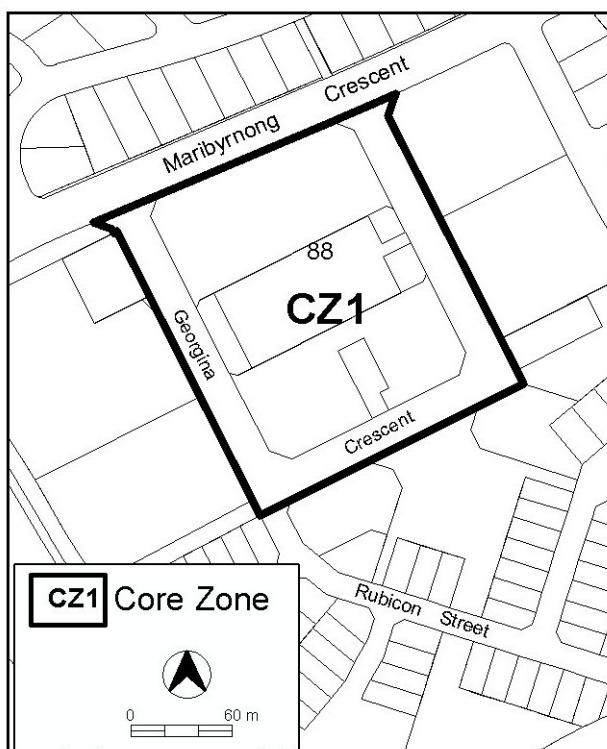 Maribyrnong Crescent
88
CZ1
Georgina
Crescent
Rubicon Street
CZ1 Core Zone
0 60 m